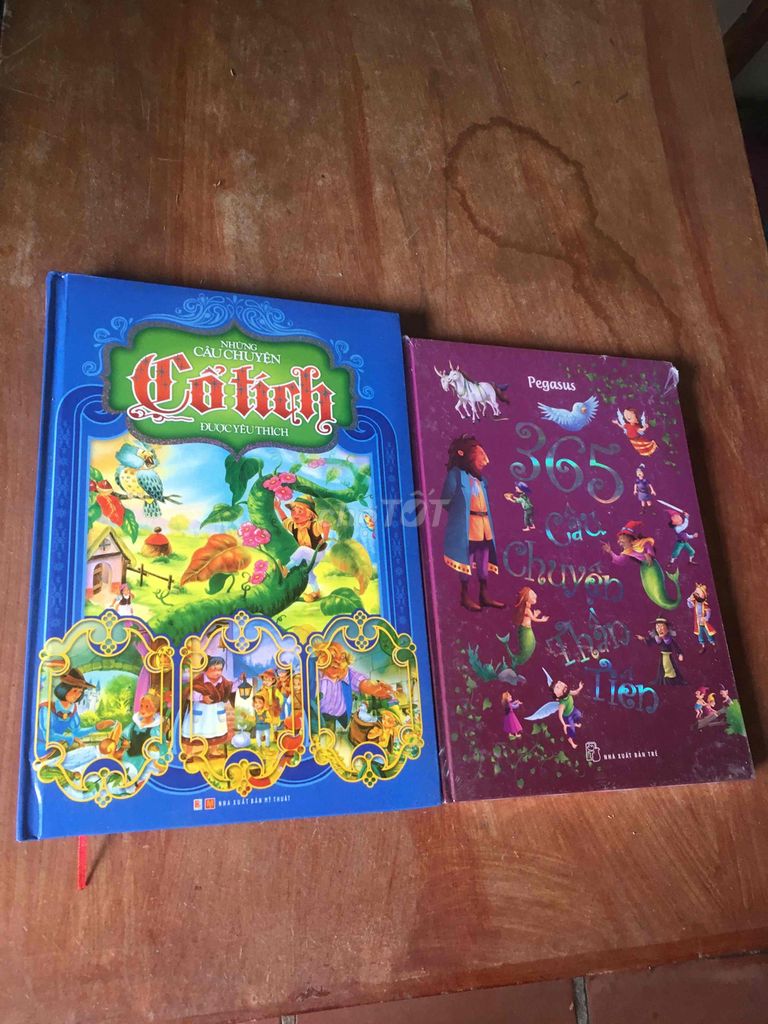 NHỮNG
CÂU CHUYỆN
Cổ tích
ĐƯỢC YÊU THÍCH
NHÀ XUẤT BẢN MỸ THUẬT
Pegasus
365
Câu
Chuyện
Thần
Tiên
NHÀ XUẤT BẢN TRẺ
TỐT